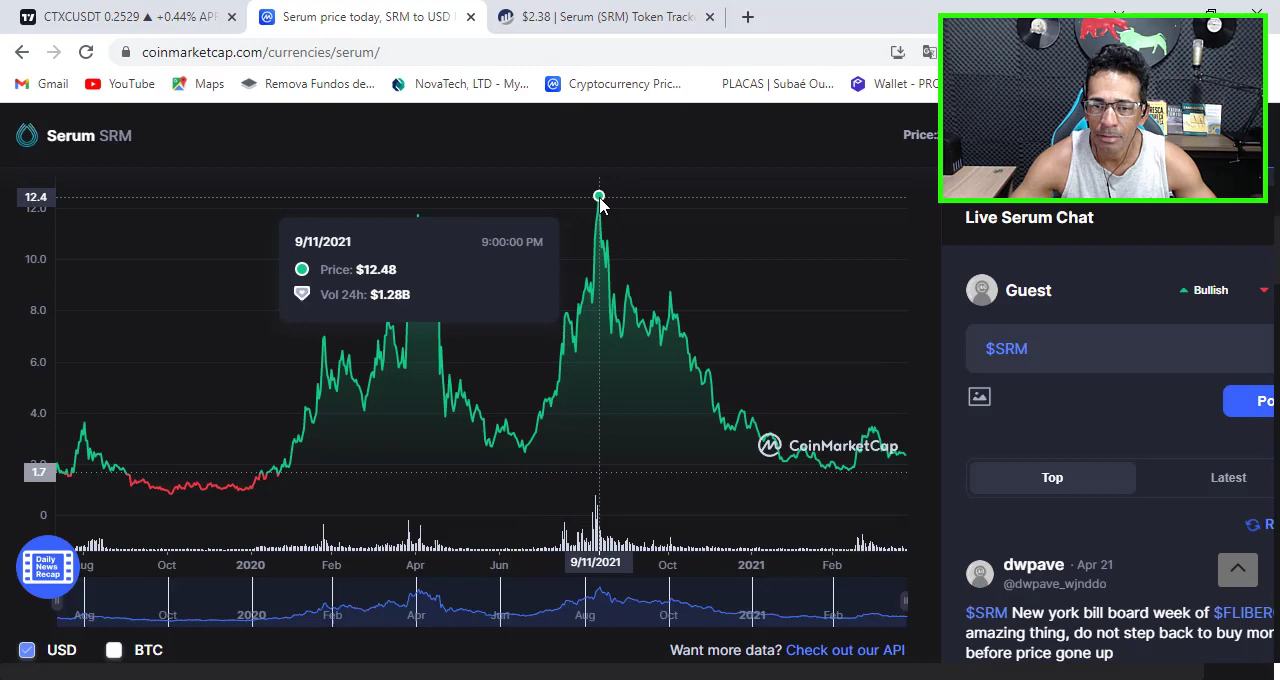 CTXCUSDT 0.2529 ▲ +0.44% API
Serum price today, SRM to USD
$2.38 | Serum (SRM) Token Track
coinmarketcap.com/currencies/serum/
Gmail
YouTube
Maps
Remova Fundos de...
NovaTech, LTD - My...
Cryptocurrency Pric...
PLACAS | Subaé Ou...
Wallet - PRO
Serum SRM
Price:
Live Serum Chat
Guest
Bullish
$SRM
Po
Top
Latest
R
dwpave · Apr 21
@dwpave_wjnddo
$SRM New york bill board week of $FLIBER
amazing thing, do not step back to buy mor
before price gone up
12.4
12.0
10.0
8.0
6.0
4.0
1.7
0
9/11/2021 9:00:00 PM
Price: $12.48
Vol 24h: $1.28B
CoinMarketCap
ug Oct 2020 Feb Apr Jun 9/11/2021 Oct 2021 Feb
Aug Oct 2020 Feb Apr Jun Aug Oct 2021 Feb
Daily
News
Recap
USD
BTC
Want more data? Check out our API